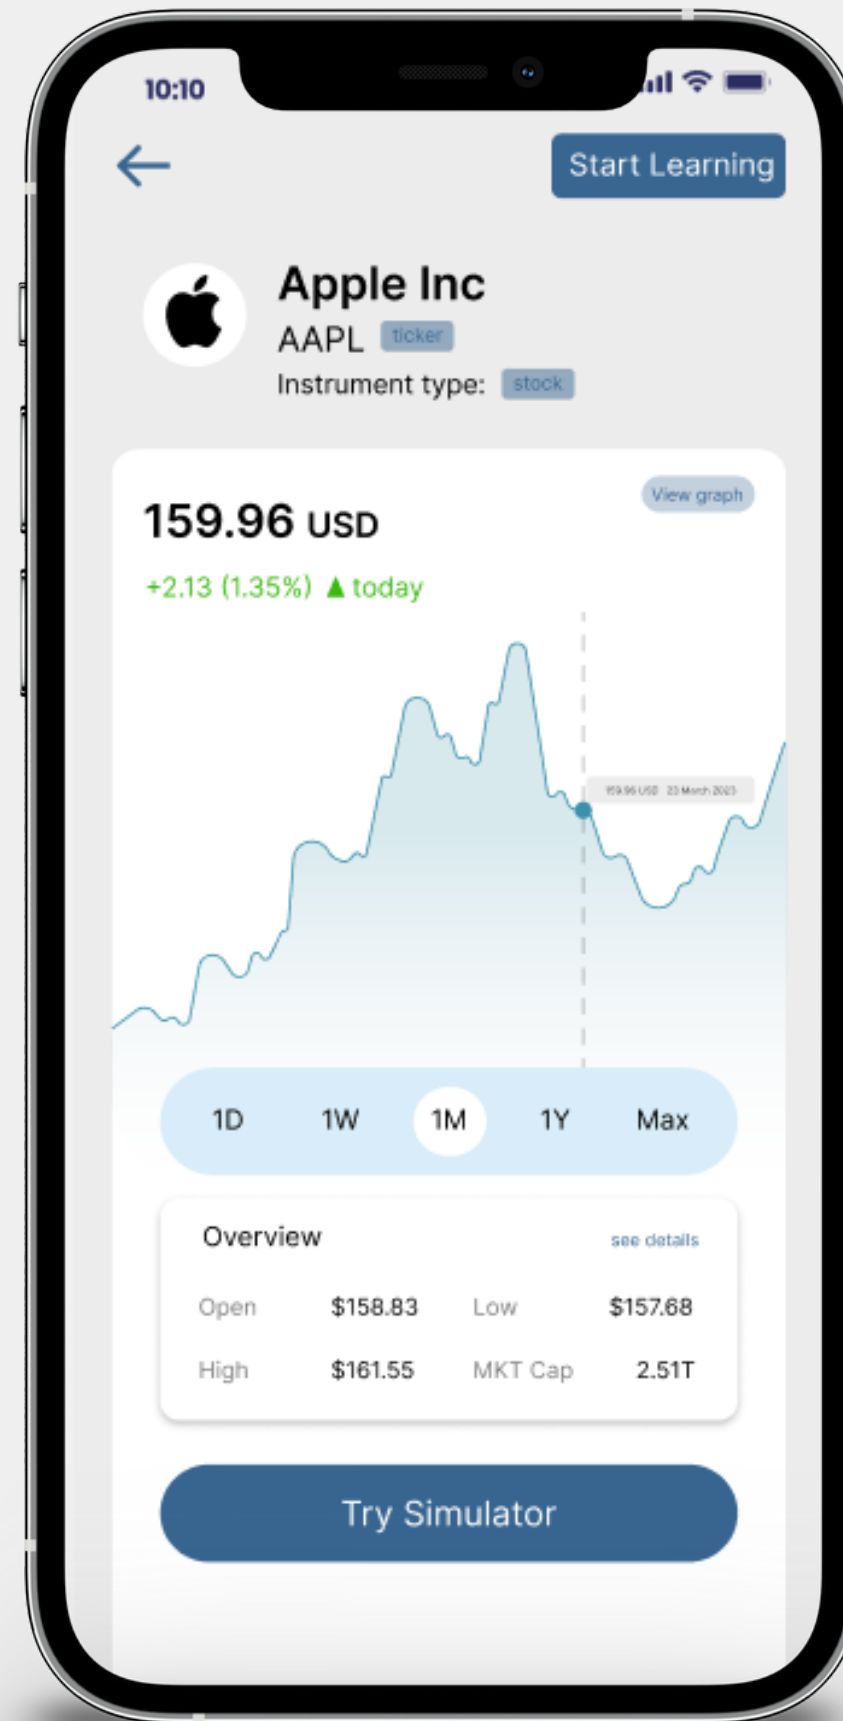 10:10
Start Learning
Apple Inc
AAPL ticker
Instrument type: stock
View graph
159.96 USD
+2.13 (1.35%) ▲ today
159.96 USD 23 March 2023
1D 1W 1M 1Y Max
Overview see details
Open $158.83 Low $157.68
High $161.55 MKT Cap 2.51T
Try Simulator